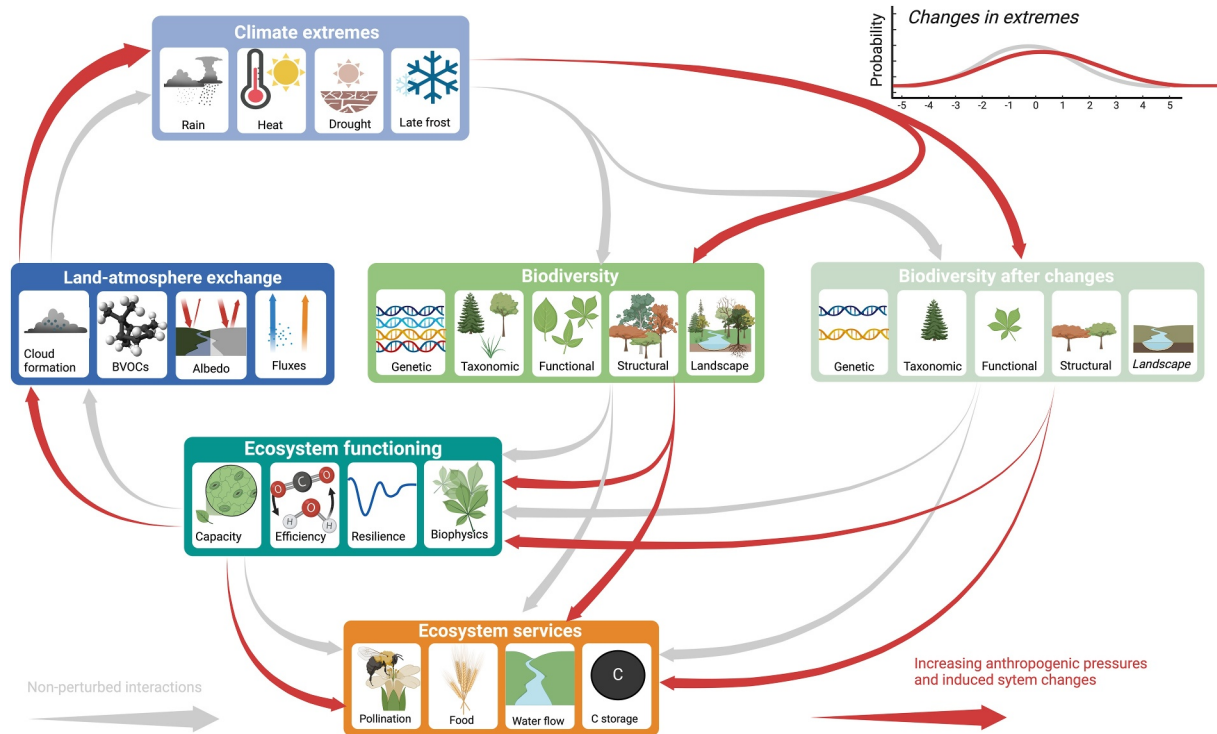 Climate extremes
Rain
Heat
Drought
Late frost
Changes in extremes
Probability
-5 -4 -3 -2 -1 0 1 2 3 4 5
Land-atmosphere exchange
Cloud
formation
BVOCs
Albedo
Fluxes
Biodiversity
Genetic
Taxonomic
Functional
Structural
Landscape
Biodiversity after changes
Genetic
Taxonomic
Functional
Structural
Landscape
Ecosystem functioning
Capacity
O C O
H O H
Efficiency
Resilience
Biophysics
Ecosystem services
Pollination
Food
Water flow
C
C storage
Non-perturbed interactions
Increasing anthropogenic pressures
and induced sytem changes